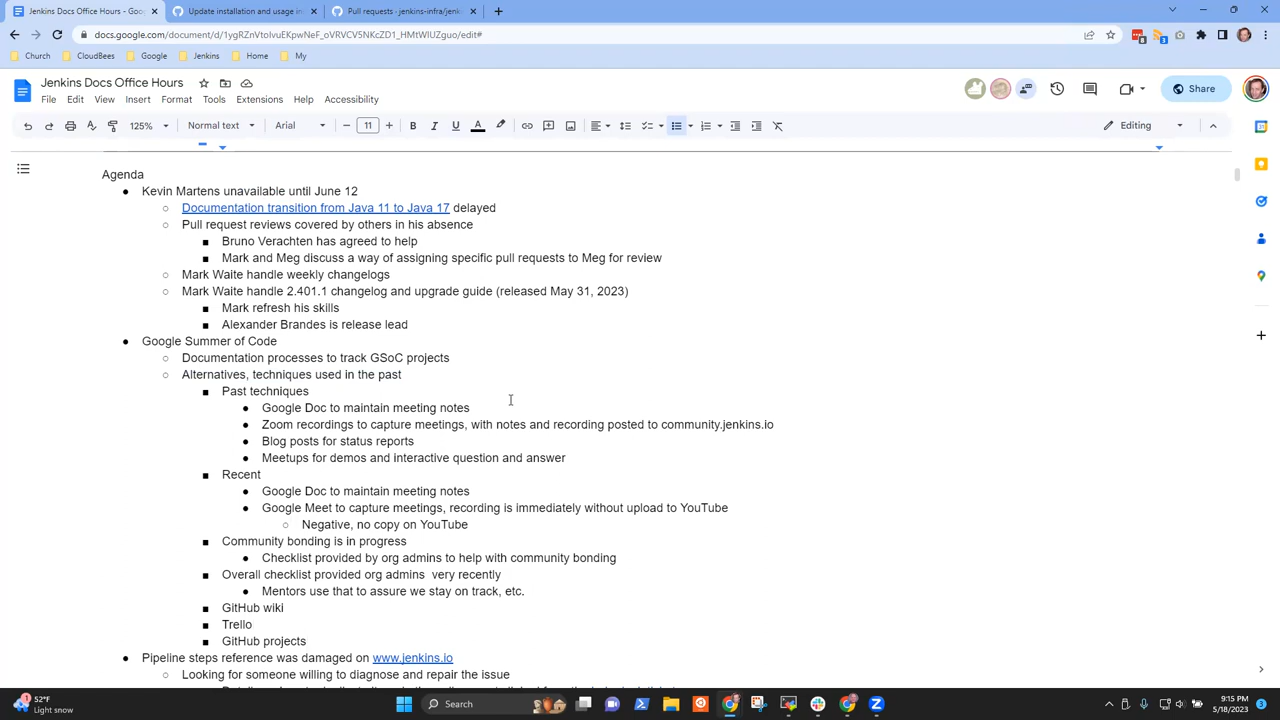 Jenkins Docs Office Hours - Goo
Update installation and usage in
Pull requests · jenkins-infra/jenk
docs.google.com/document/d/1ygRZnVtoIvuEKpwNeF_oVRVCV5NKcZD1_HMtWlUZguo/edit#
Church
CloudBees
Google
Jenkins
Home
My
Jenkins Docs Office Hours
File Edit View Insert Format Tools Extensions Help Accessibility
Share
125%
Normal text
Arial
11
Editing
Agenda
Kevin Martens unavailable until June 12
Documentation transition from Java 11 to Java 17 delayed
Pull request reviews covered by others in his absence
Bruno Verachten has agreed to help
Mark and Meg discuss a way of assigning specific pull requests to Meg for review
Mark Waite handle weekly changelogs
Mark Waite handle 2.401.1 changelog and upgrade guide (released May 31, 2023)
Mark refresh his skills
Alexander Brandes is release lead
Google Summer of Code
Documentation processes to track GSoC projects
Alternatives, techniques used in the past
Past techniques
Google Doc to maintain meeting notes
Zoom recordings to capture meetings, with notes and recording posted to community.jenkins.io
Blog posts for status reports
Meetups for demos and interactive question and answer
Recent
Google Doc to maintain meeting notes
Google Meet to capture meetings, recording is immediately without upload to YouTube
Negative, no copy on YouTube
Community bonding is in progress
Checklist provided by org admins to help with community bonding
Overall checklist provided org admins very recently
Mentors use that to assure we stay on track, etc.
GitHub wiki
Trello
GitHub projects
Pipeline steps reference was damaged on www.jenkins.io
Looking for someone willing to diagnose and repair the issue
52°F
Light snow
Search
9:15 PM
5/18/2023